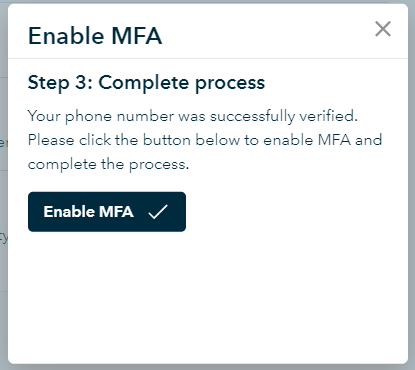 Enable MFA
Step 3: Complete process
Your phone number was successfully verified.
Please click the button below to enable MFA and
complete the process.
Enable MFA